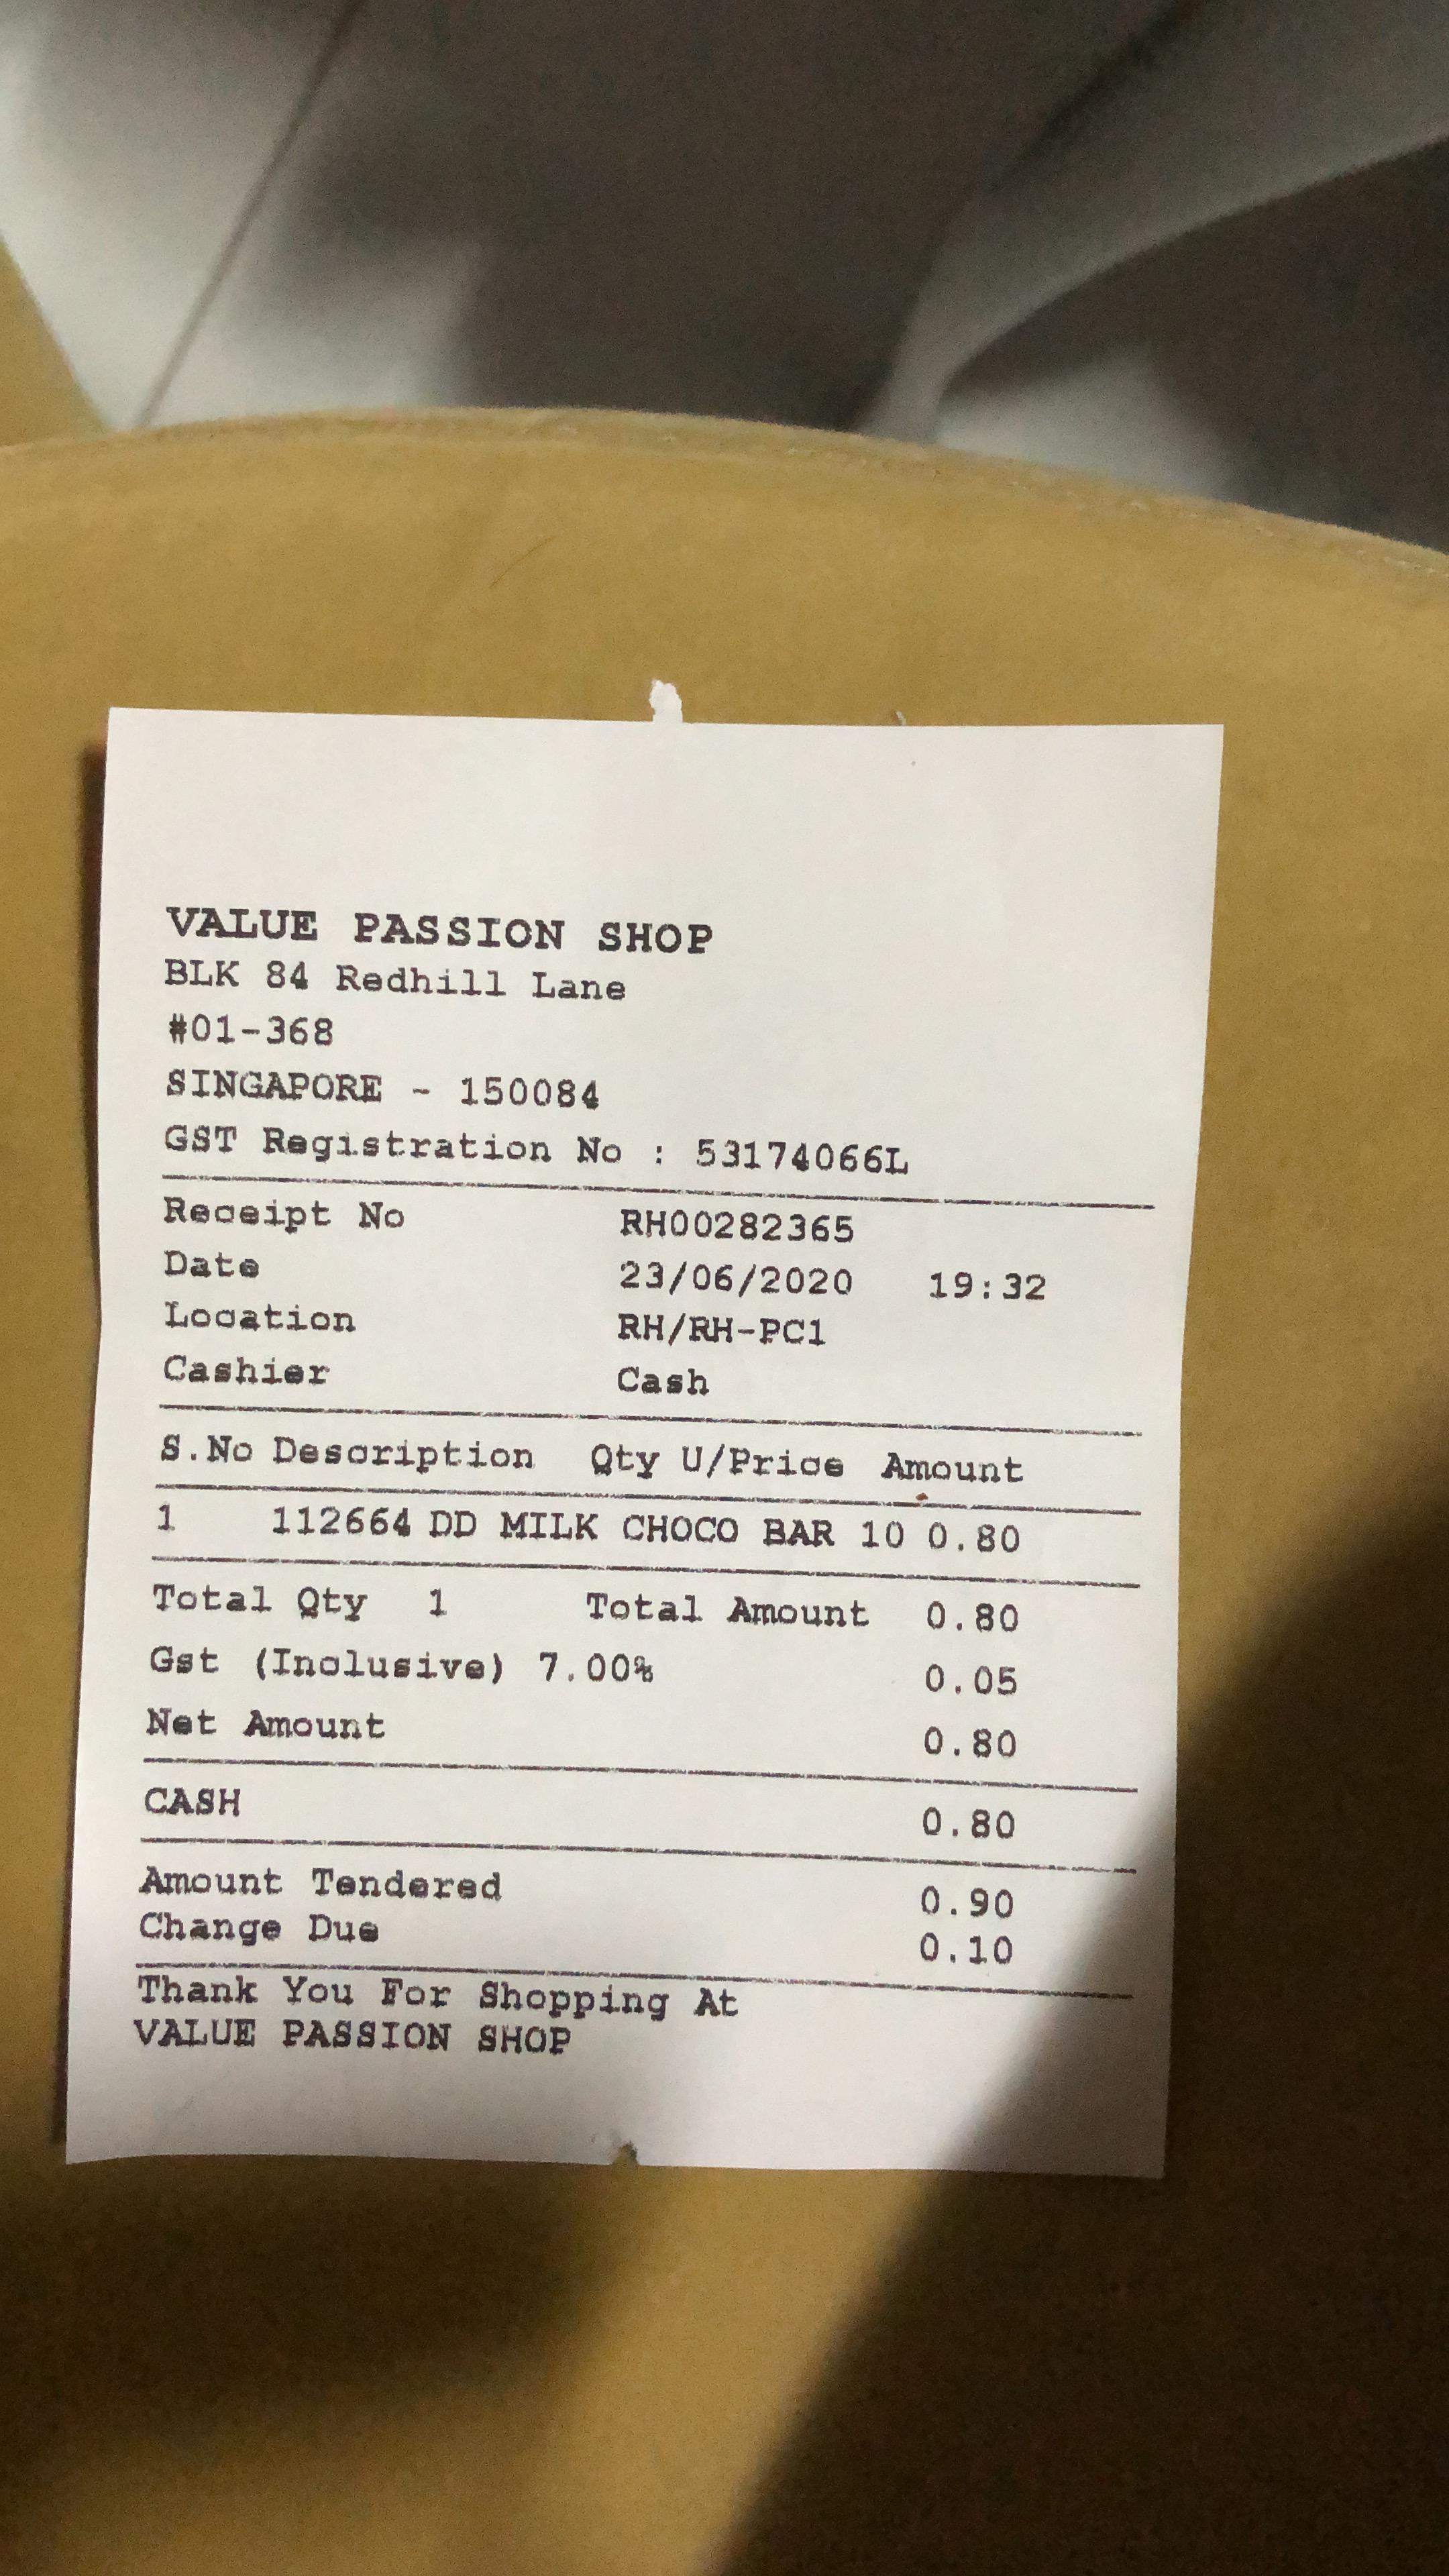 VALUE PASSION SHOP
BLK 84 Redhill Lane
#01-368
SINGAPORE - 150084
GST Registration No : 53174066L
Receipt No RH00282365
Date 23/06/2020 19:32
Location RH/RH-PC1
Cashier Cash
S.No Description Qty U/Price Amount
1 112664 DD MILK CHOCO BAR 10 0.80
Total Qty 1 Total Amount 0.80
Gst (Inclusive) 7.00% 0.05
Net Amount 0.80
CASH 0.80
Amount Tendered 0.90
Change Due 0.10
Thank You For Shopping At
VALUE PASSION SHOP